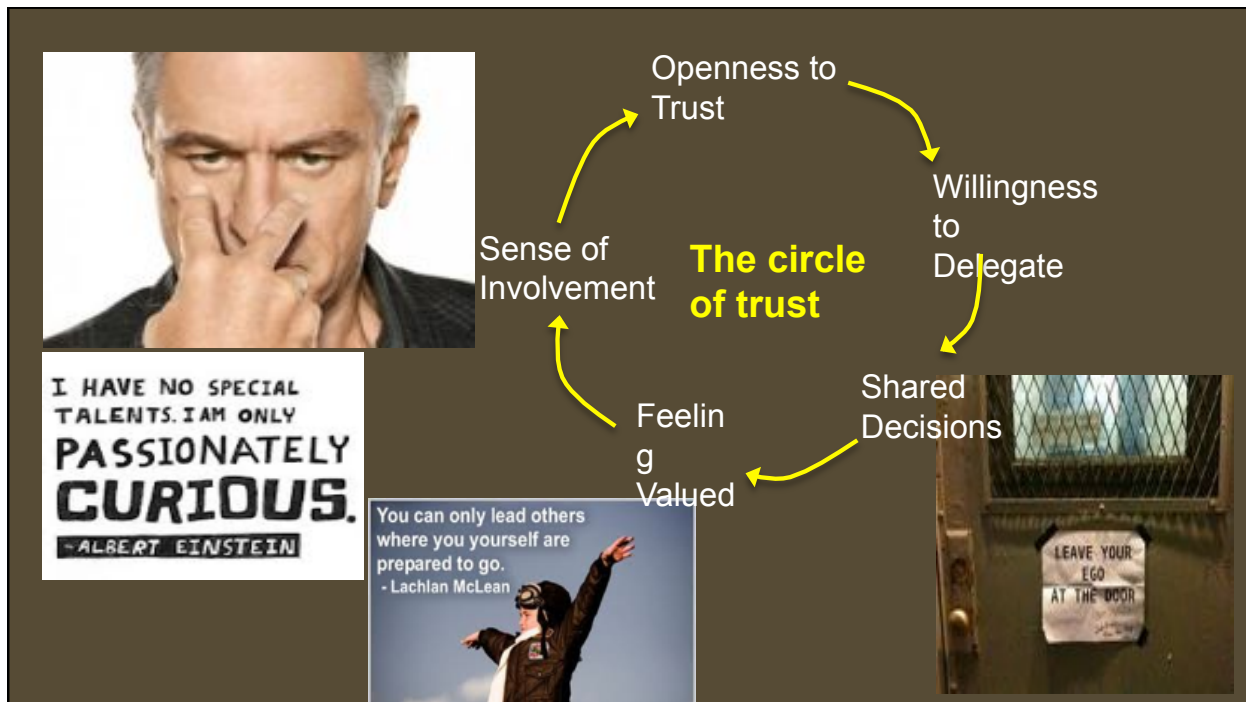 Openness to
Trust
Willingness
to
Delegate
Shared
Decisions
Feelin
g
Valued
Sense of
Involvement
The circle
of trust
I HAVE NO SPECIAL
TALENTS. I AM ONLY
PASSIONATELY
CURIOUS.
~ALBERT EINSTEIN
You can only lead others
where you yourself are
prepared to go.
- Lachlan McLean
LEAVE YOUR
EGO
AT THE DOOR